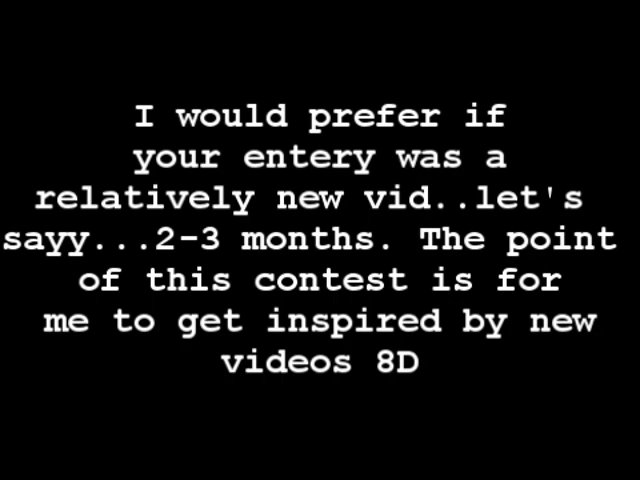 I would prefer if
your entery was a
relatively new vid..let's
sayy...2-3 months. The point
of this contest is for
me to get inspired by new
videos 8D